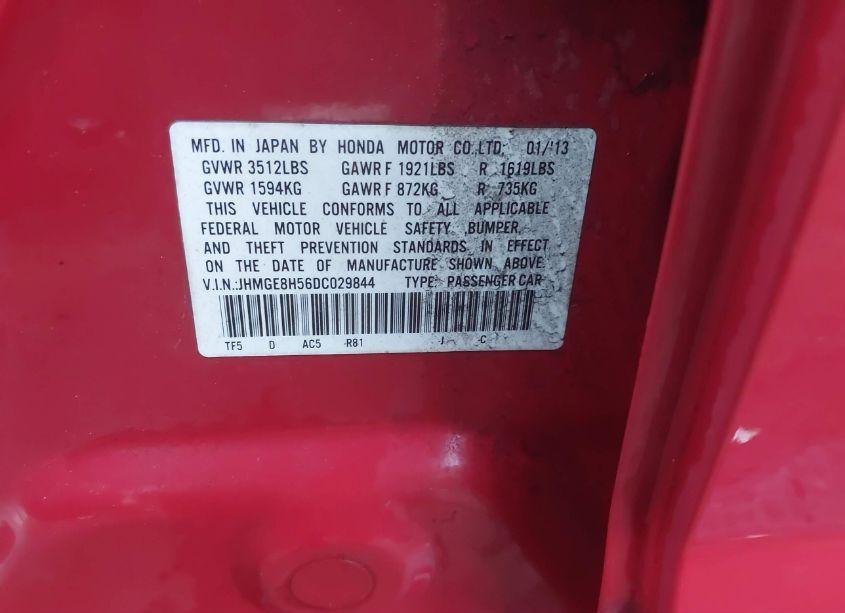 MFD. IN JAPAN BY HONDA MOTOR CO.,LTD. 01/'13
GVWR 3512LBS GAWR F 1921LBS R 1619LBS
GVWR 1594KG GAWR F 872KG R 735KG
THIS VEHICLE CONFORMS TO ALL APPLICABLE
FEDERAL MOTOR VEHICLE SAFETY ,BUMPER,
AND THEFT PREVENTION STANDARDS IN EFFECT
ON THE DATE OF MANUFACTURE SHOWN ABOVE.
V.I.N.:JHMGE8H56DC029844 TYPE: PASSENGER CAR
TF5 D AC5 -R81 -J -C